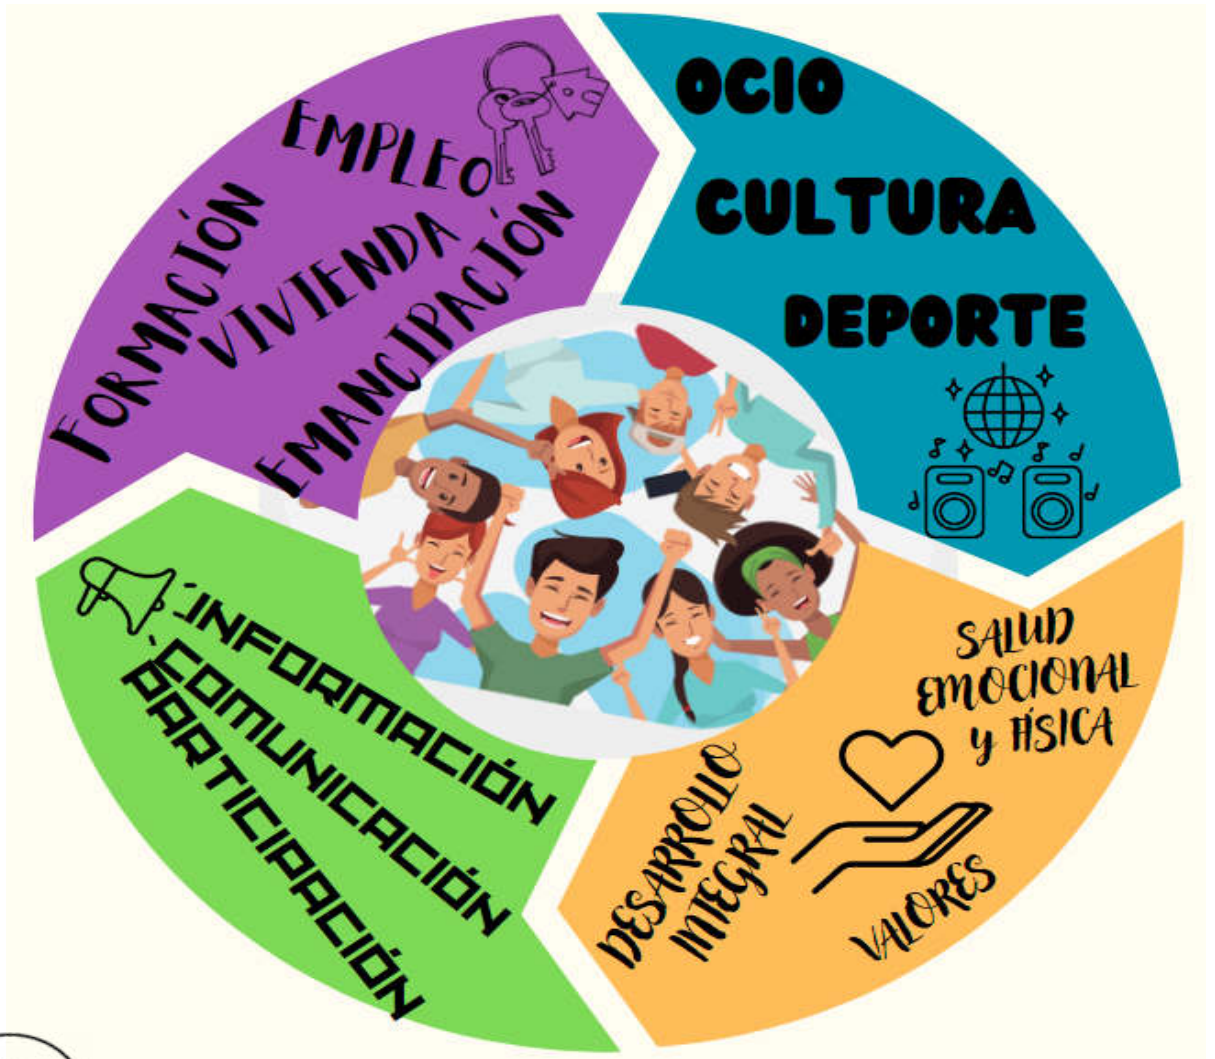 EMPLEO
FORMACIÓN
VIVIENDA
EMANCIPACIÓN
OCIO
CULTURA
DEPORTE
SALUD
EMOCIONAL
y FÍSICA
DESARROLLO
INTEGRAL
VALORES
INFORMACIÓN
COMUNICACIÓN
PARTICIPACIÓN